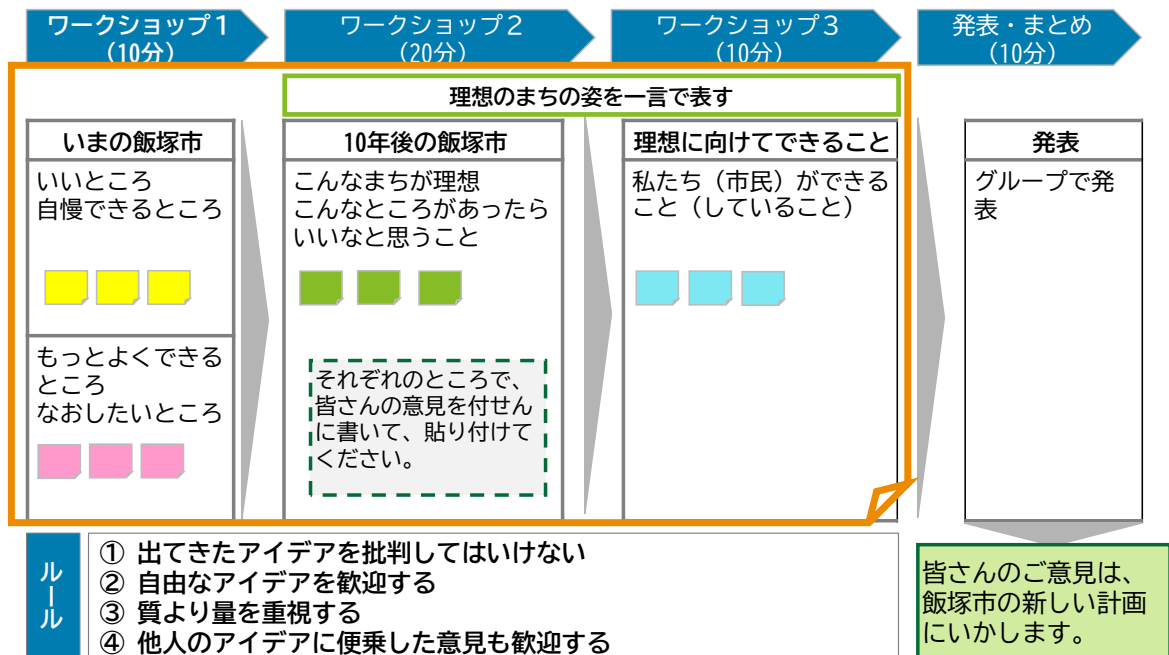 ワークショップ1
(10分)
ワークショップ2
(20分)
ワークショップ3
(10分)
発表・まとめ
(10分)
理想のまちの姿を一言で表す
いまの飯塚市
いいところ
自慢できるところ
もっとよくできる
ところ
なおしたいところ
10年後の飯塚市
こんなまちが理想
こんなところがあったら
いいなと思うこと
それぞれのところで、
皆さんの意見を付せん
に書いて、貼り付けて
ください。
理想に向けてできること
私たち（市民）ができる
こと（していること）
発表
グループで発
表
ルール
① 出てきたアイデアを批判してはいけない
② 自由なアイデアを歓迎する
③ 質より量を重視する
④ 他人のアイデアに便乗した意見も歓迎する
皆さんのご意見は、
飯塚市の新しい計画
にいかします。